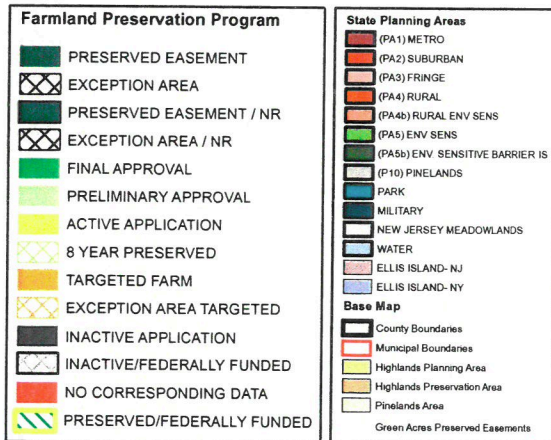 Farmland Preservation Program
PRESERVED EASEMENT
EXCEPTION AREA
PRESERVED EASEMENT / NR
EXCEPTION AREA / NR
FINAL APPROVAL
PRELIMINARY APPROVAL
ACTIVE APPLICATION
8 YEAR PRESERVED
TARGETED FARM
EXCEPTION AREA TARGETED
INACTIVE APPLICATION
INACTIVE/FEDERALLY FUNDED
NO CORRESPONDING DATA
PRESERVED/FEDERALLY FUNDED
State Planning Areas
(PA1) METRO
(PA2) SUBURBAN
(PA3) FRINGE
(PA4) RURAL
(PA4b) RURAL ENV SENS
(PA5) ENV SENS
(PA5b) ENV SENSITIVE BARRIER IS
(P10) PINELANDS
PARK
MILITARY
NEW JERSEY MEADOWLANDS
WATER
ELLIS ISLAND- NJ
ELLIS ISLAND- NY
Base Map
County Boundaries
Municipal Boundaries
Highlands Planning Area
Highlands Preservation Area
Pinelands Area
Green Acres Preserved Easements